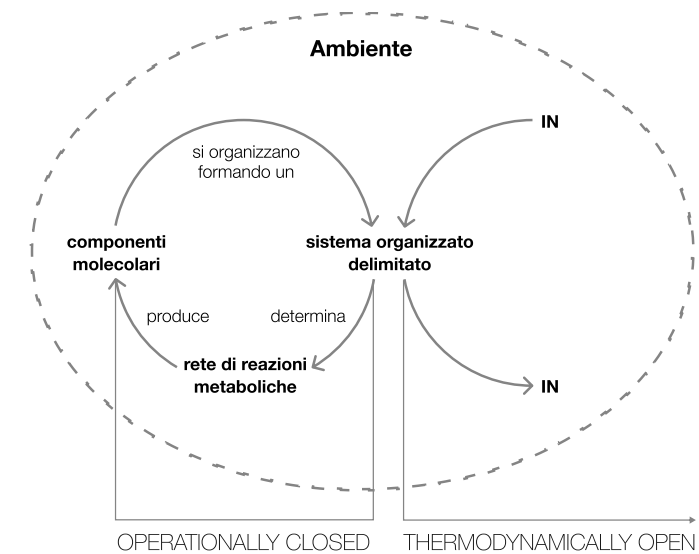 Ambiente
IN
si organizzano
formando un
componenti
molecolari
sistema organizzato
delimitato
produce
determina
rete di reazioni
metaboliche
IN
OPERATIONALLY CLOSED
THERMODYNAMICALLY OPEN